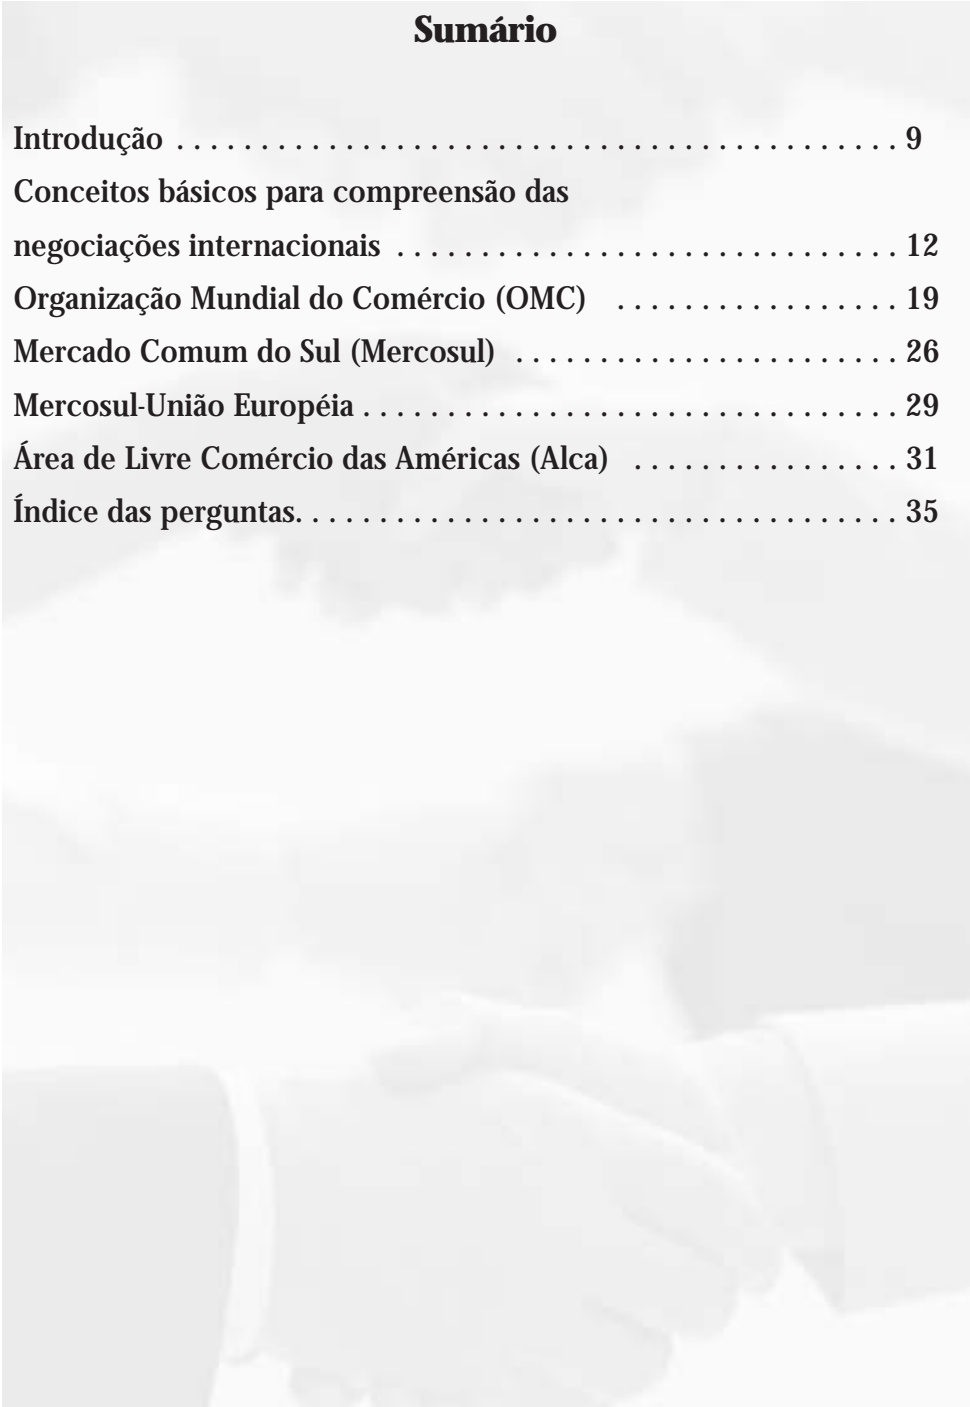 Sumário
Introdução . . . . . . . . . . . . . . . . . . . . . . . . . . . . . . . . . . . . . . . . . . . 9
Conceitos básicos para compreensão das
negociações internacionais . . . . . . . . . . . . . . . . . . . . . . . . . . . . . . 12
Organização Mundial do Comércio (OMC) . . . . . . . . . . . . . . . . . 19
Mercado Comum do Sul (Mercosul) . . . . . . . . . . . . . . . . . . . . . . . 26
Mercosul-União Européia . . . . . . . . . . . . . . . . . . . . . . . . . . . . . . . . 29
Área de Livre Comércio das Américas (Alca) . . . . . . . . . . . . . . . . 31
Índice das perguntas. . . . . . . . . . . . . . . . . . . . . . . . . . . . . . . . . . . . 35